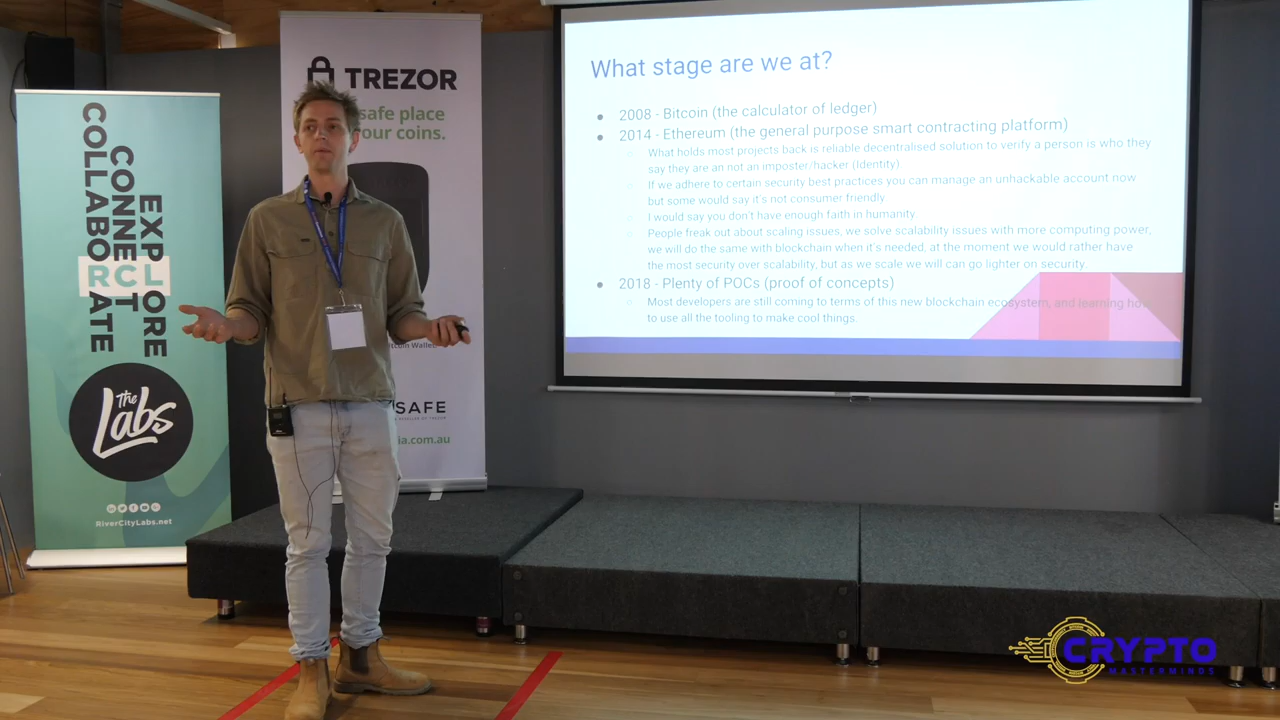 EXPLORE
CONNECT
COLLABORATE
RCL
the
Labs
RiverCityLabs.net
TREZOR
safe place
your coins.
SAFE
ia.com.au
What stage are we at?
● 2008 - Bitcoin (the calculator of ledger)
● 2014 - Ethereum (the general purpose smart contracting platform)
○ What holds most projects back is reliable decentralised solution to verify a person is who they
say they are an not an imposter/hacker (Identity)
○ If we adhere to certain security best practices you can manage an unhackable account now
but some would say it's not consumer friendly
○ I would say you don't have enough faith in humanity.
○ People freak out about scaling issues, we solve scalability issues with more computing power,
we will do the same with blockchain when it's needed, at the moment we would rather have
the most security over scalability, but as we scale we will can go lighter on security.
● 2018 - Plenty of POCs (proof of concepts)
○ Most developers are still coming to terms of this new blockchain ecosystem, and learning how
to use all the tooling to make cool things.
CRYPTO
MASTERMINDS